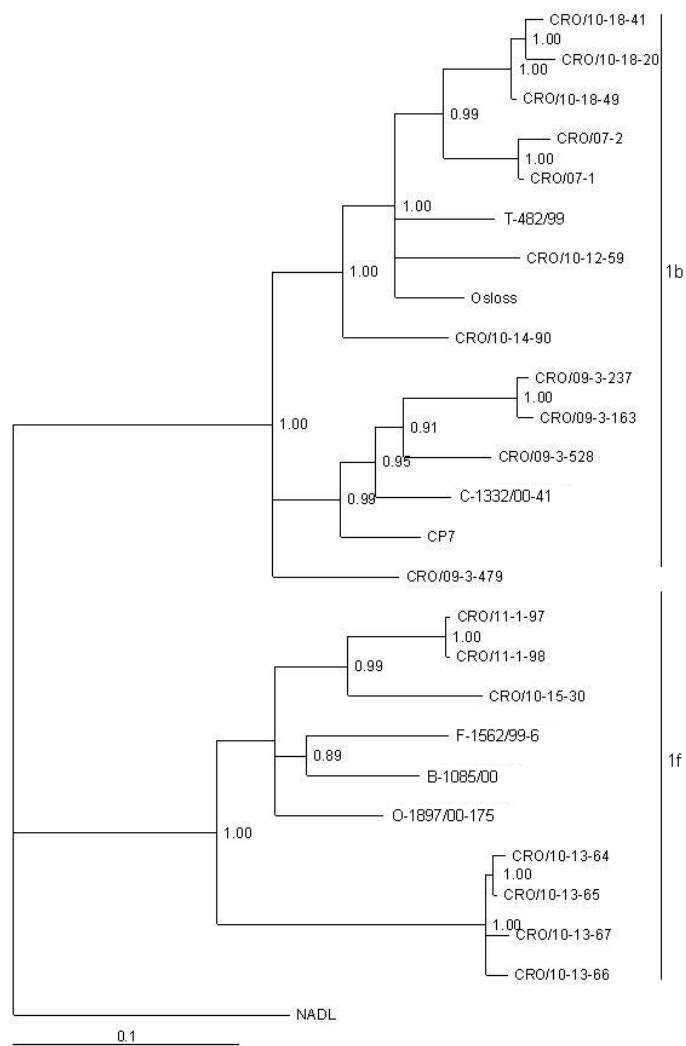 CRO/10-18-41
1.00
CRO/10-18-20
1.00
CRO/10-18-49
0.99
CRO/07-2
1.00
CRO/07-1
1.00
T-482/99
CRO/10-12-59
1b
1.00
Osloss
CRO/10-14-90
CRO/09-3-237
1.00
CRO/09-3-163
1.00
0.91
CRO/09-3-528
0.95
C-1332/00-41
0.99
CP7
CRO/09-3-479
CRO/11-1-97
1.00
CRO/11-1-98
0.99
CRO/10-15-30
F-1562/99-6
0.89
1f
B-1085/00
O-1897/00-175
1.00
CRO/10-13-64
1.00
CRO/10-13-65
1.00
CRO/10-13-67
CRO/10-13-66
NADL
0.1